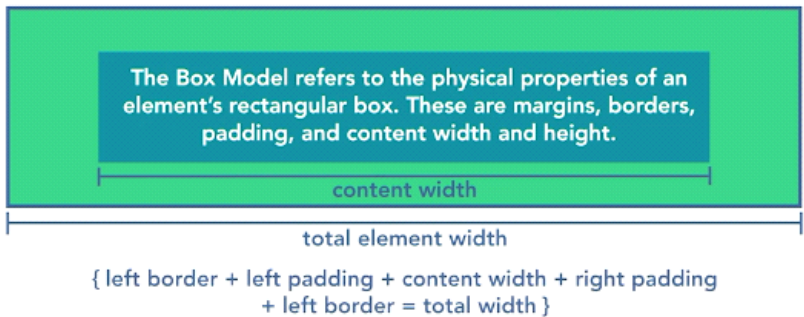 The Box Model refers to the physical properties of an
element's rectangular box. These are margins, borders,
padding, and content width and height.
content width
total element width
{ left border + left padding + content width + right padding
+ left border = total width }